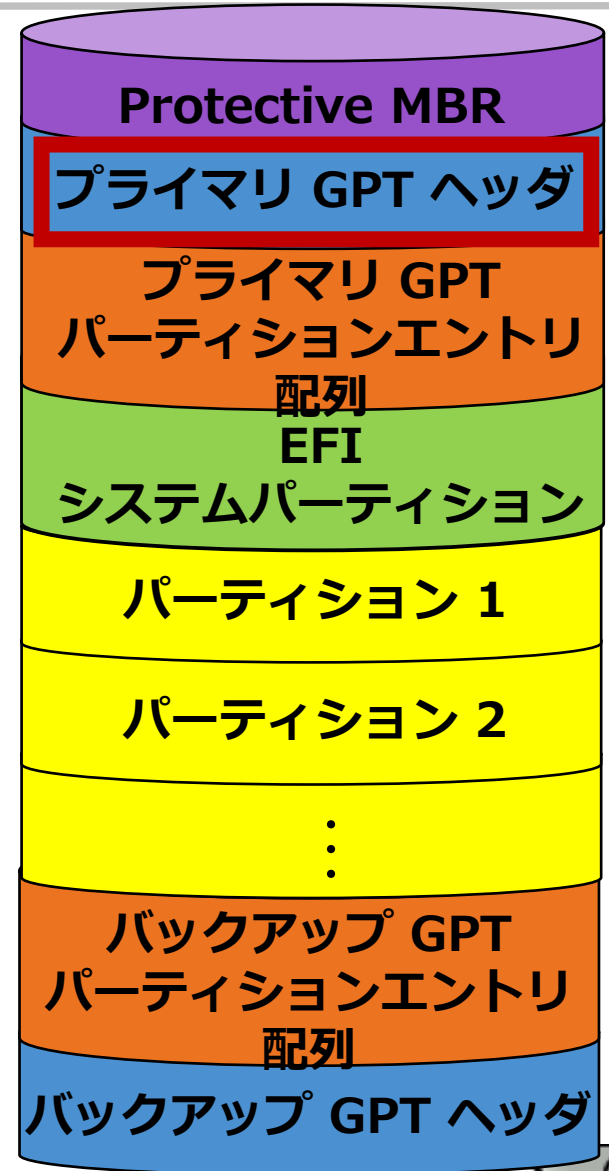 Protective MBR
プライマリ GPT ヘッダ
プライマリ GPT
パーティションエントリ
配列
EFI
システムパーティション
パーティション 1
パーティション 2
⋮
バックアップ GPT
パーティションエントリ
配列
バックアップ GPT ヘッダ